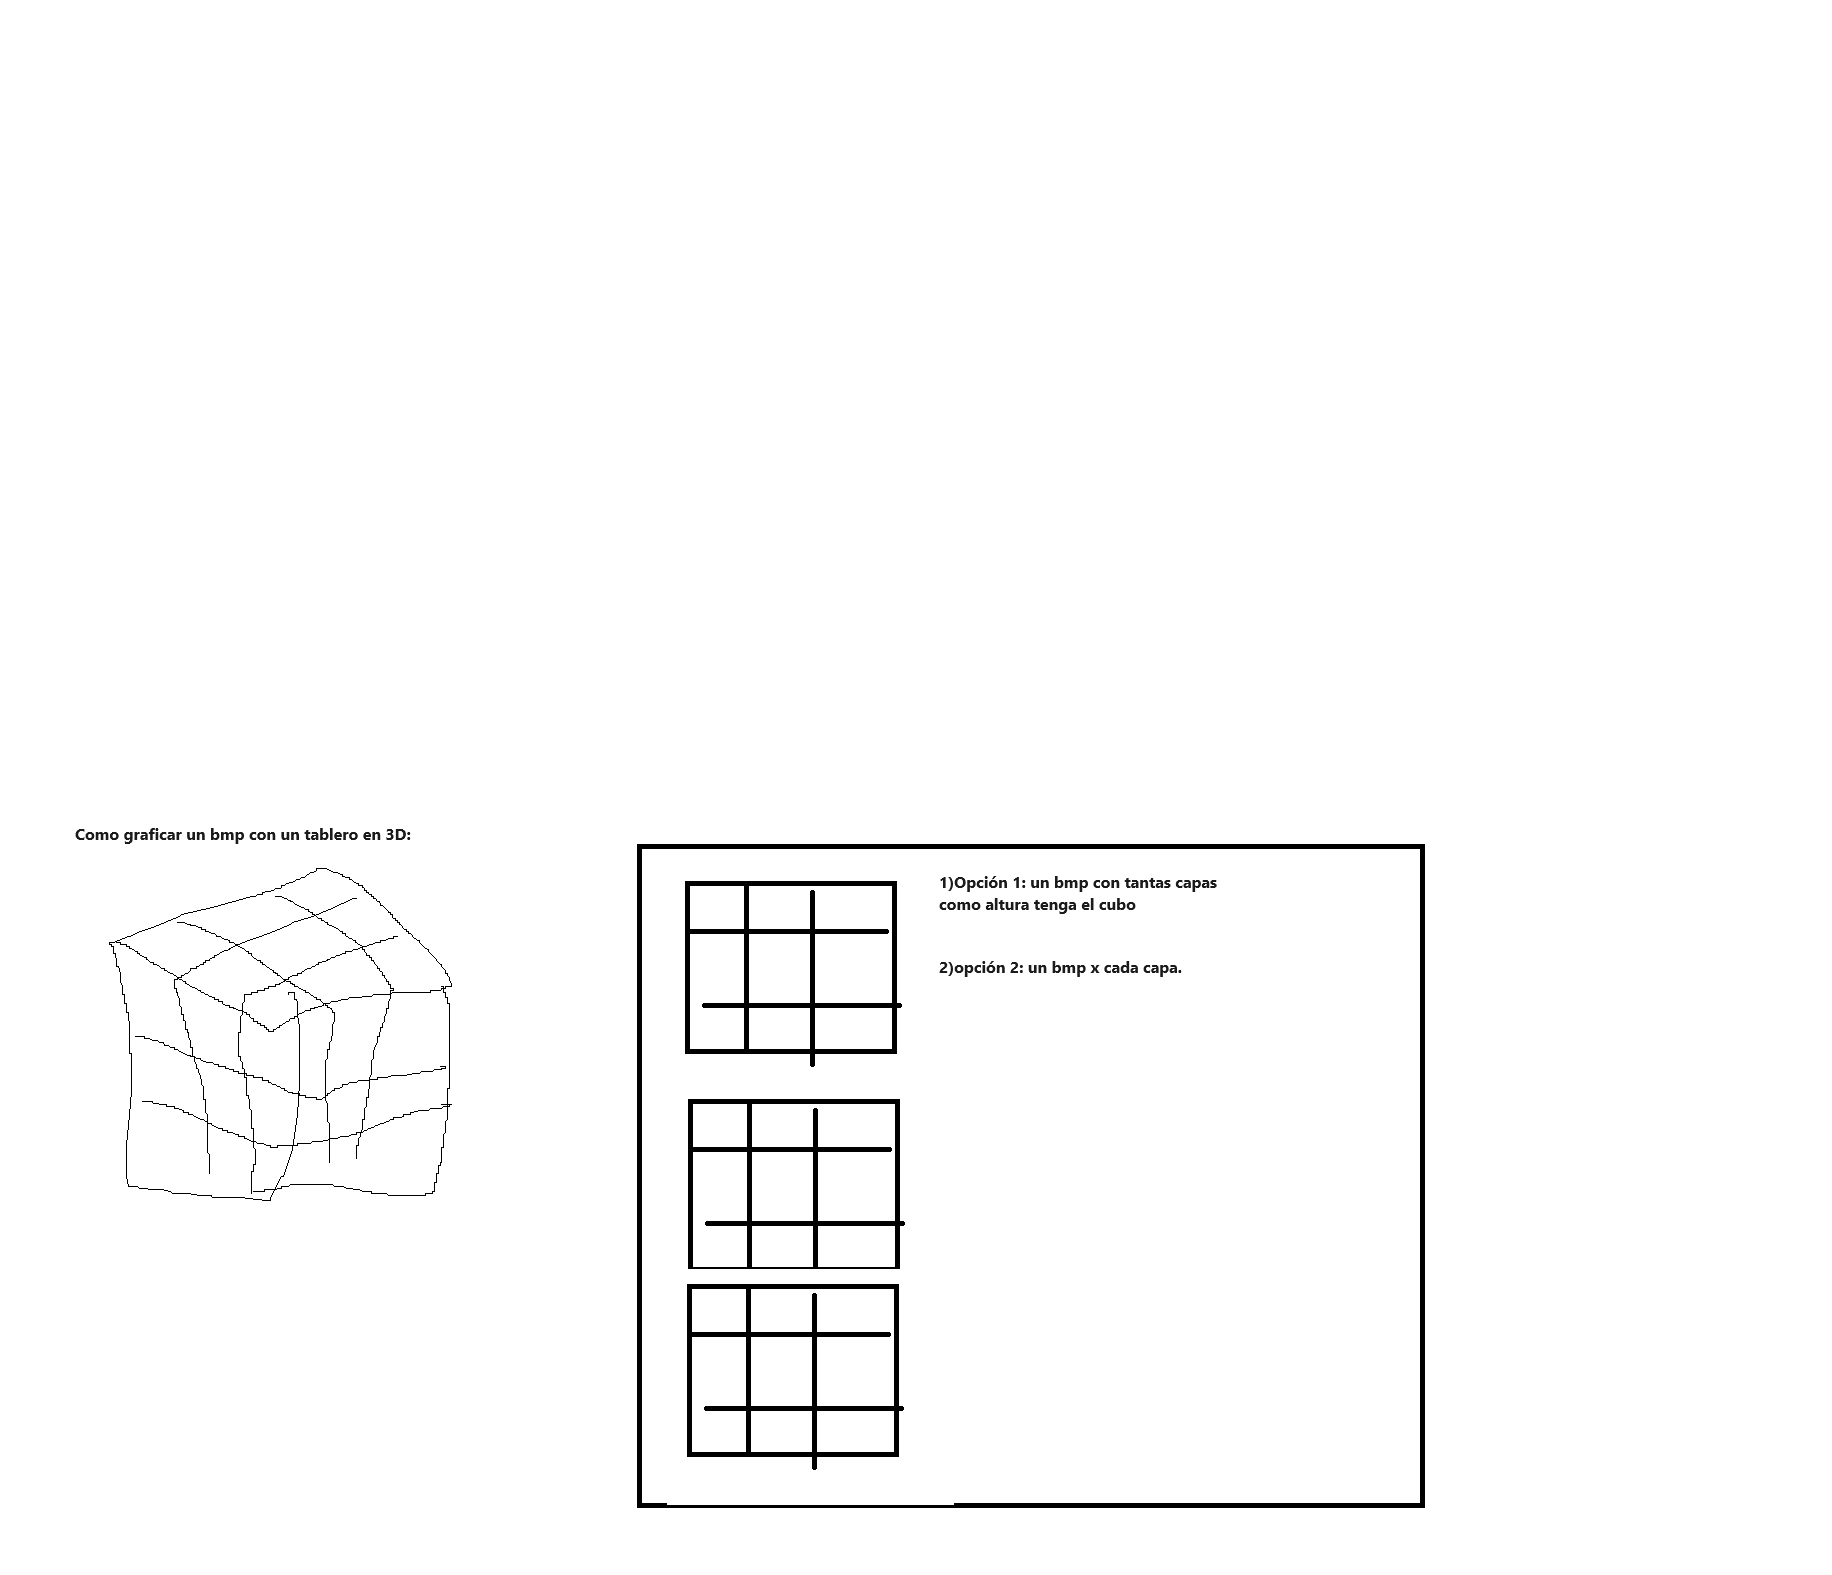 Como graficar un bmp con un tablero en 3D:
1)Opción 1: un bmp con tantas capas
como altura tenga el cubo
2)opción 2: un bmp x cada capa.